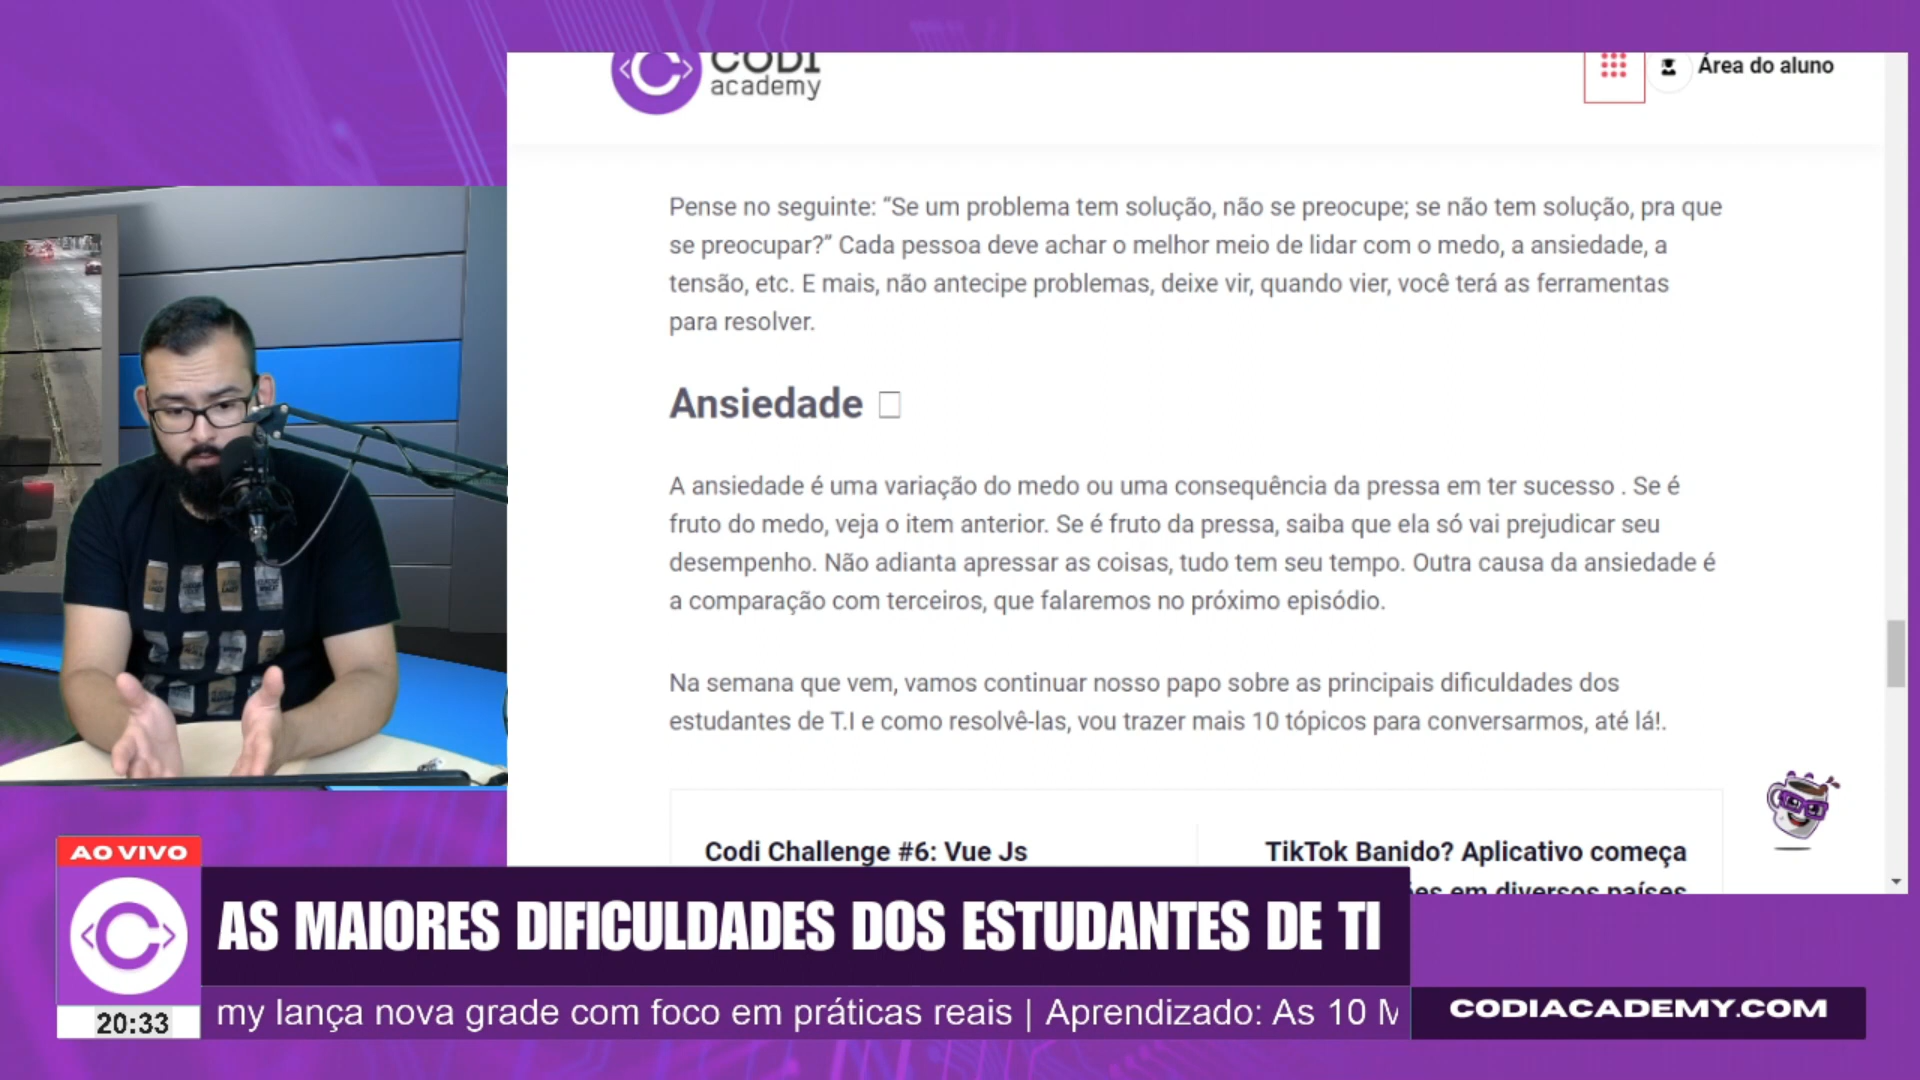 CODI
academy
Área do aluno
Pense no seguinte: “Se um problema tem solução, não se preocupe; se não tem solução, pra que
se preocupar?” Cada pessoa deve achar o melhor meio de lidar com o medo, a ansiedade, a
tensão, etc. E mais, não antecipe problemas, deixe vir, quando vier, você terá as ferramentas
para resolver.
Ansiedade
A ansiedade é uma variação do medo ou uma consequência da pressa em ter sucesso . Se é
fruto do medo, veja o item anterior. Se é fruto da pressa, saiba que ela só vai prejudicar seu
desempenho. Não adianta apressar as coisas, tudo tem seu tempo. Outra causa da ansiedade é
a comparação com terceiros, que falaremos no próximo episódio.
Na semana que vem, vamos continuar nosso papo sobre as principais dificuldades dos
estudantes de T.I e como resolvê-las, vou trazer mais 10 tópicos para conversarmos, até lá!.
Codi Challenge #6: Vue Js
TikTok Banido? Aplicativo começa
em diversos países
AO VIVO
<C>
AS MAIORES DIFICULDADES DOS ESTUDANTES DE TI
20:33
my lança nova grade com foco em práticas reais | Aprendizado: As 10 M
CODIACADEMY.COM